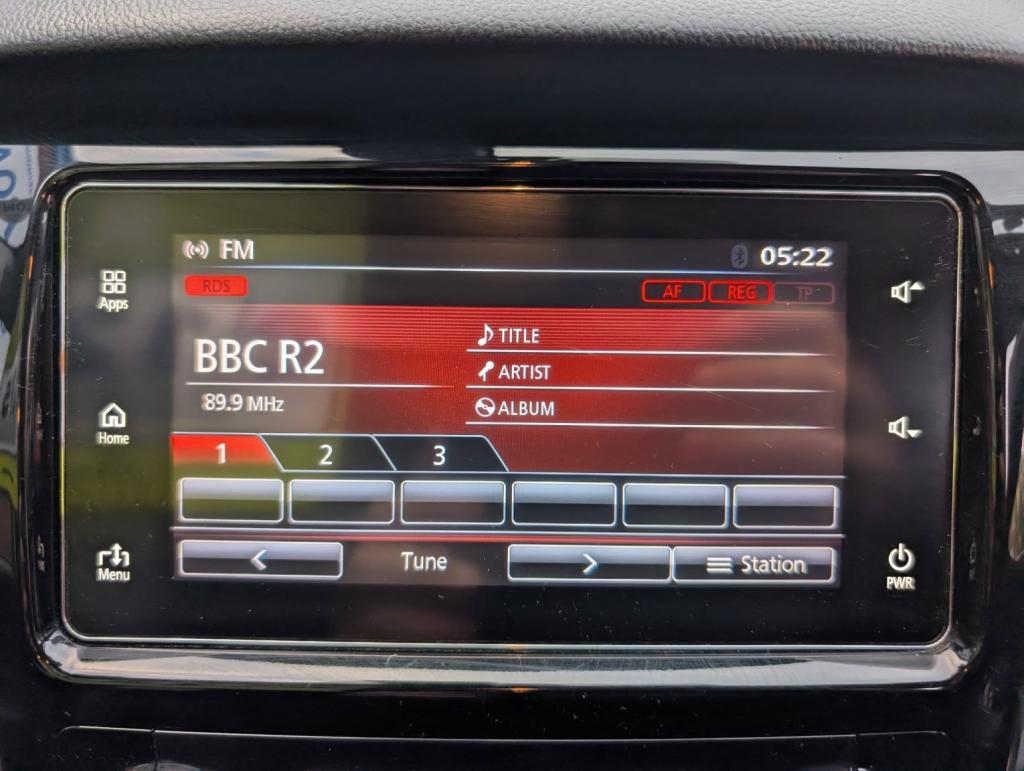 FM 05:22
RDS AF REG TP
Apps
TITLE
BBC R2
ARTIST
89.9 MHz
ALBUM
Home
1 2 3
< Tune > Station
Menu
PWR